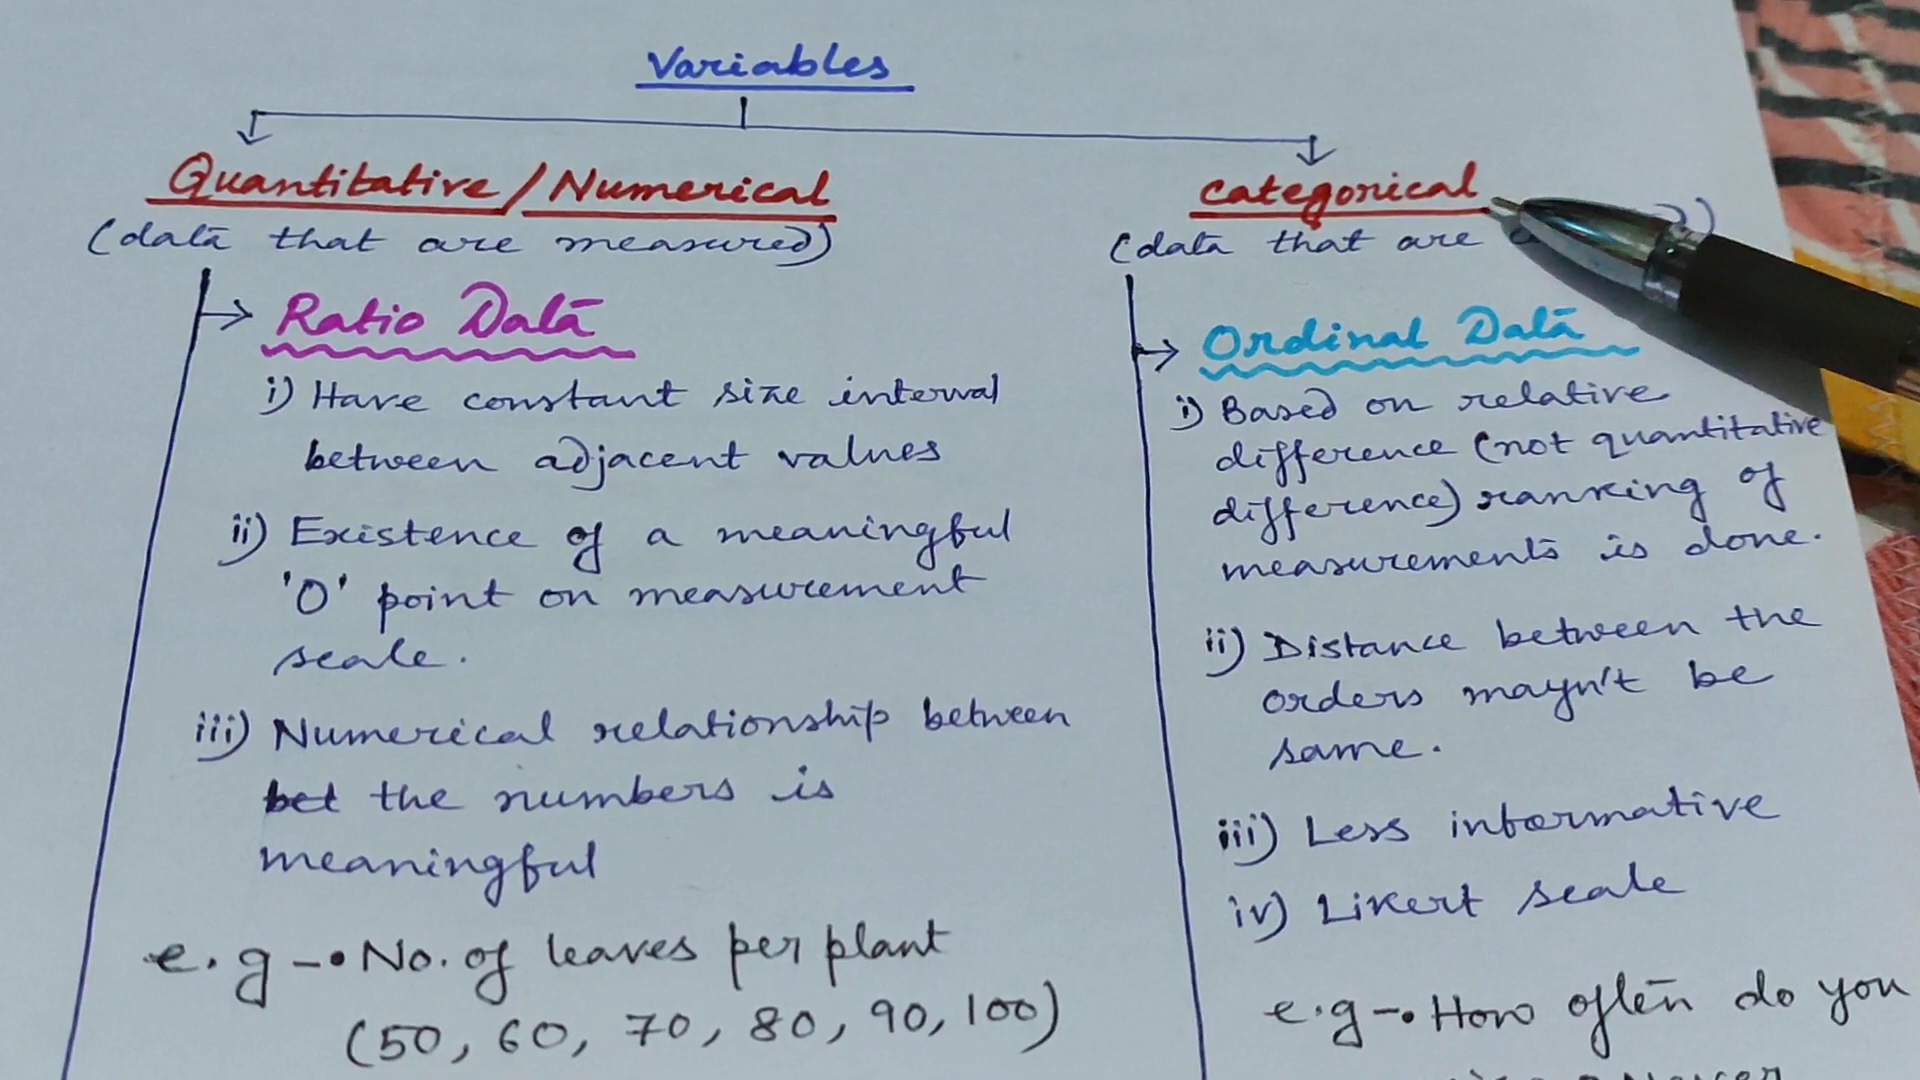 Variables
Quantitative/Numerical
(data that are measured)
Ratio Data
i) Have constant size interval
between adjacent values
ii) Existence of a meaningful
'0' point on measurement
scale.
iii) Numerical relationship between
bet the numbers is
meaningful
e.g -• No. of leaves per plant
(50, 60, 70, 80, 90, 100)
Categorical
(data that are
Ordinal Data
i) Based on relative
difference (not quantitative
difference) ranking of
measurements is done.
ii) Distance between the
orders mayn't be
same.
iii) Less informative
iv) Likert scale
e.g -• How often do you